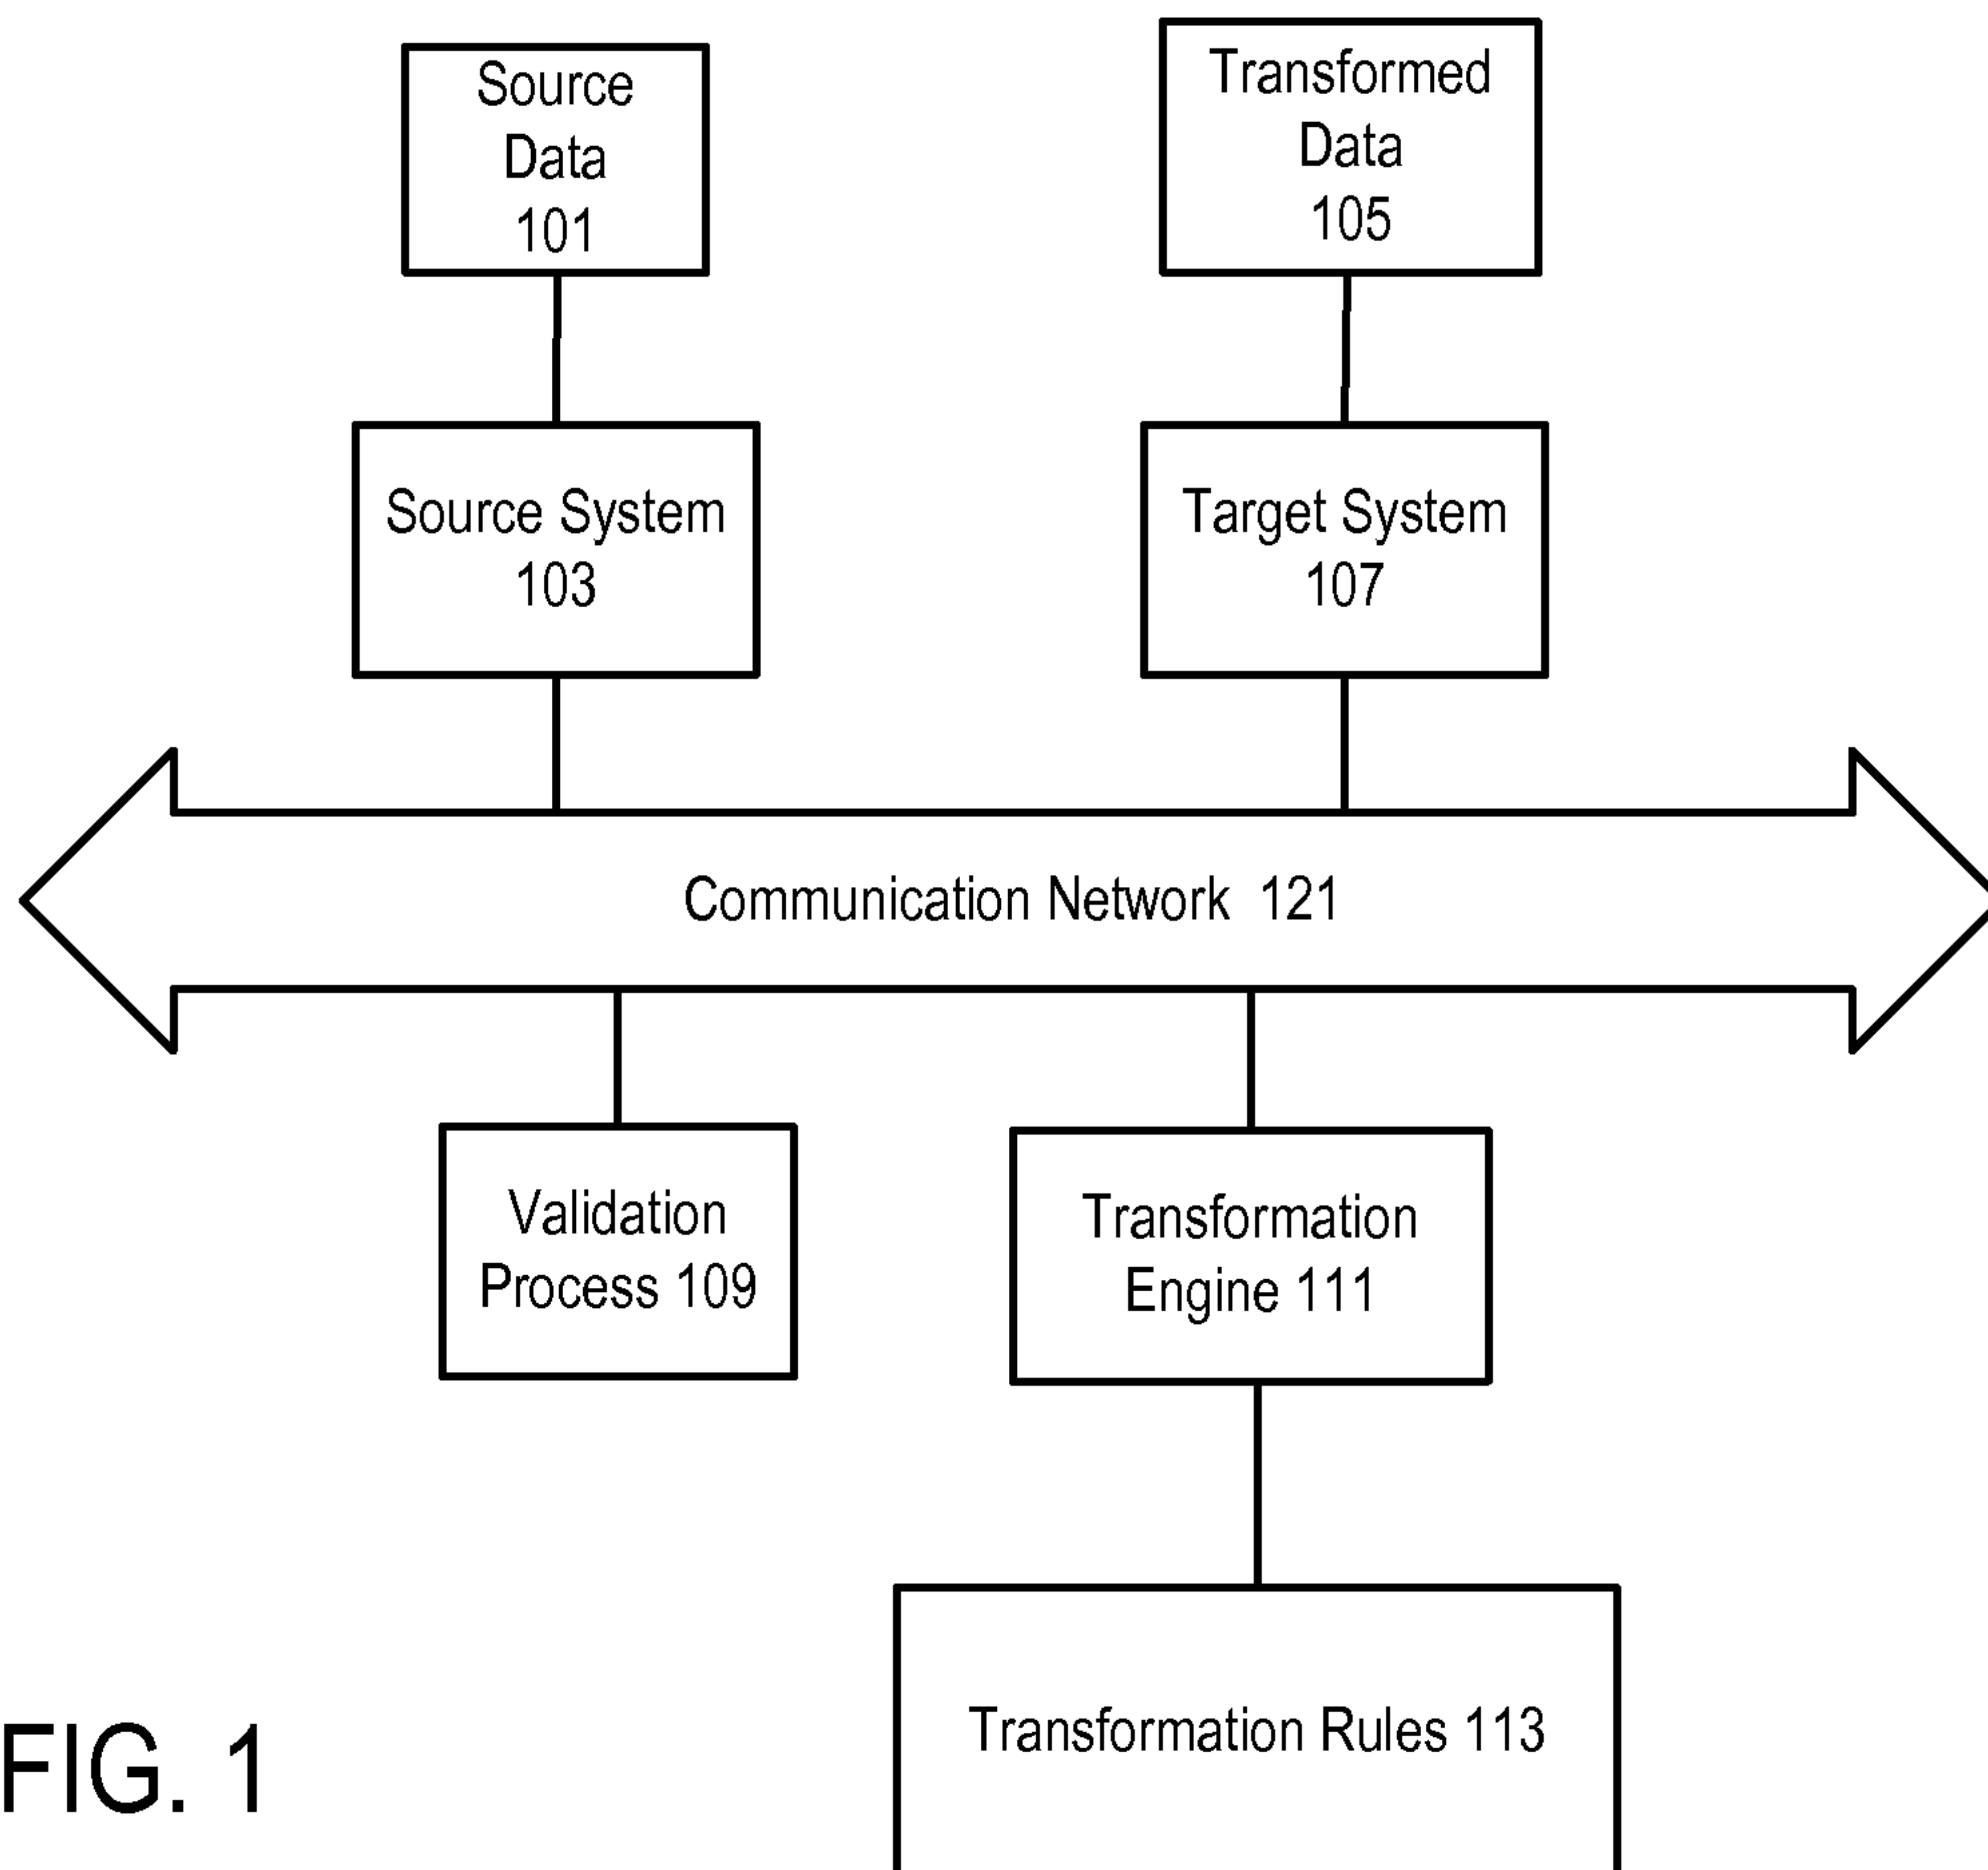 Source
Data
101
Transformed
Data
105
Source System
103
Target System
107
Communication Network 121
Validation
Process 109
Transformation
Engine 111
Transformation Rules 113
FIG. 1